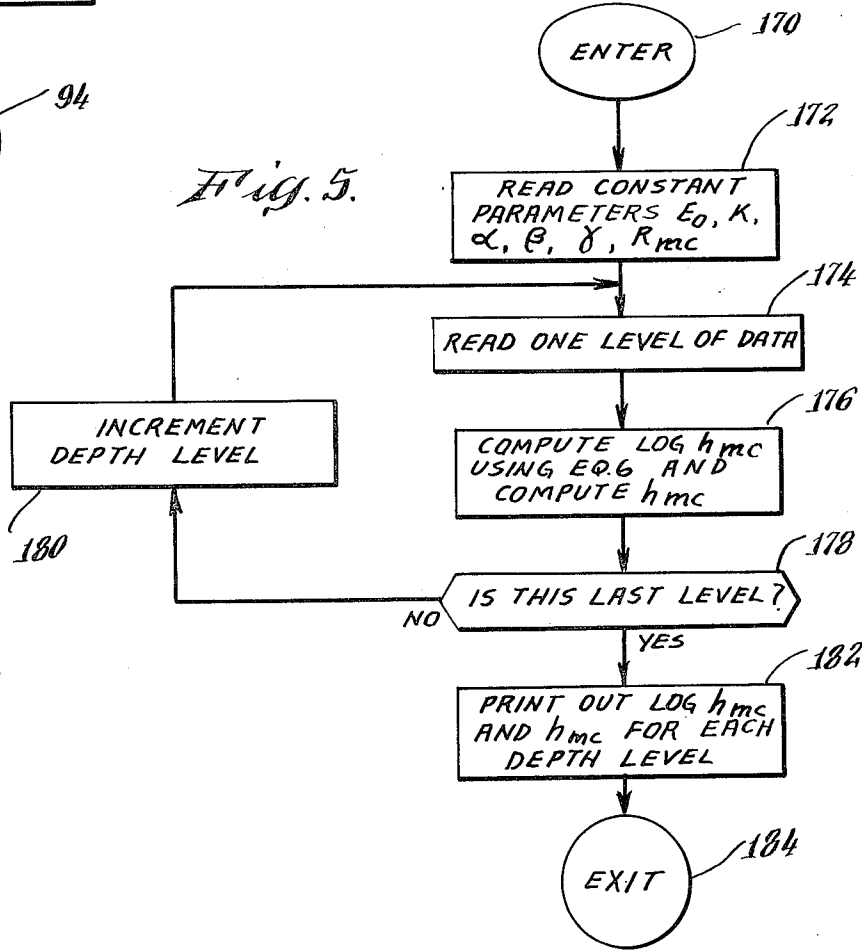 94
Fig. 5.
ENTER
170
172
READ CONSTANT
PARAMETERS E₀, K,
α, β, γ, Rmc
174
READ ONE LEVEL OF DATA
176
COMPUTE LOG hmc
USING EQ.6 AND
COMPUTE hmc
INCREMENT
DEPTH LEVEL
180
178
IS THIS LAST LEVEL?
NO
YES
182
PRINT OUT LOG hmc
AND hmc FOR EACH
DEPTH LEVEL
EXIT
184